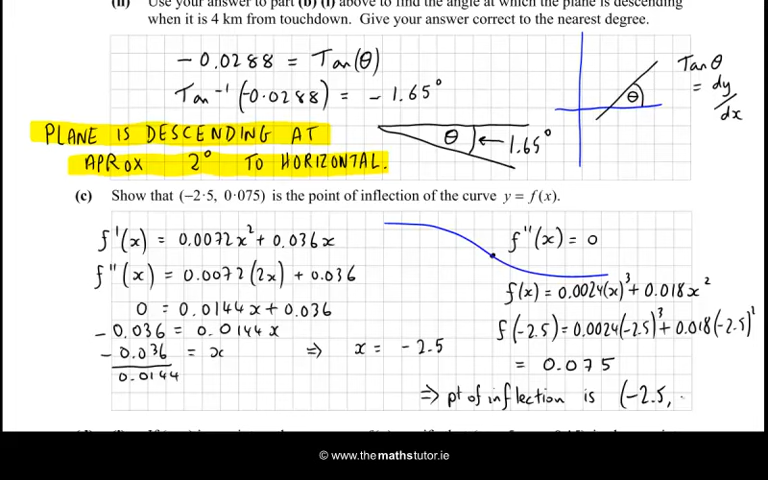 (ii) Use your answer to part (b) (i) above to find the angle at which the plane is descending
when it is 4 km from touchdown. Give your answer correct to the nearest degree.
-0.0288 = Tan(θ)
Tan⁻¹(-0.0288) = -1.65°
PLANE IS DESCENDING AT
APROX 2° TO HORIZONTAL.
θ ← 1.65°
θ
Tan θ
= dy/dx
(c) Show that (−2·5, 0·075) is the point of inflection of the curve y = f(x).
f'(x) = 0.0072x² + 0.036x
f''(x) = 0.0072(2x) + 0.036
0 = 0.0144x + 0.036
-0.036 = 0.0144x
-0.036/0.0144 = x ⇒ x = -2.5
f''(x) = 0
f(x) = 0.0024(x)³ + 0.018x²
f(-2.5) = 0.0024(-2.5)³ + 0.018(-2.5)²
= 0.075
⇒ pt of inflection is (-2.5,
© www.themathstutor.ie